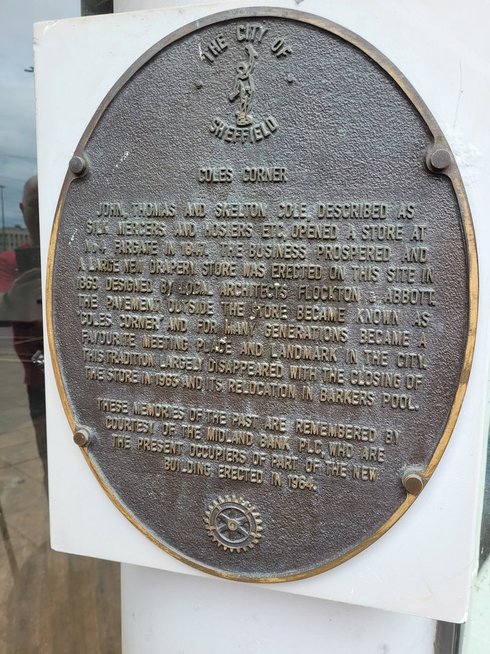 THE CITY OF
SHEFFIELD
COLES CORNER
JOHN, THOMAS AND SKELTON COLE, DESCRIBED AS
SILK MERCERS AND HOSIERS ETC, OPENED A STORE AT
No4 FARGATE IN 1847. THE BUSINESS PROSPERED AND
A LARGE NEW DRAPERY STORE WAS ERECTED ON THIS SITE IN
1869 DESIGNED BY LOCAL ARCHITECTS FLOCKTON & ABBOTT.
THE PAVEMENT OUTSIDE THE STORE BECAME KNOWN AS
'COLES CORNER' AND FOR MANY GENERATIONS BECAME A
FAVOURITE MEETING PLACE AND LANDMARK IN THE CITY.
THIS TRADITION LARGELY DISAPPEARED WITH THE CLOSING OF
THE STORE IN 1963 AND ITS RELOCATION IN BARKERS POOL.
THESE MEMORIES OF THE PAST ARE REMEMBERED BY
COURTESY OF THE MIDLAND BANK PLC, WHO ARE
THE PRESENT OCCUPIERS OF PART OF THE NEW
BUILDING, ERECTED IN 1964.